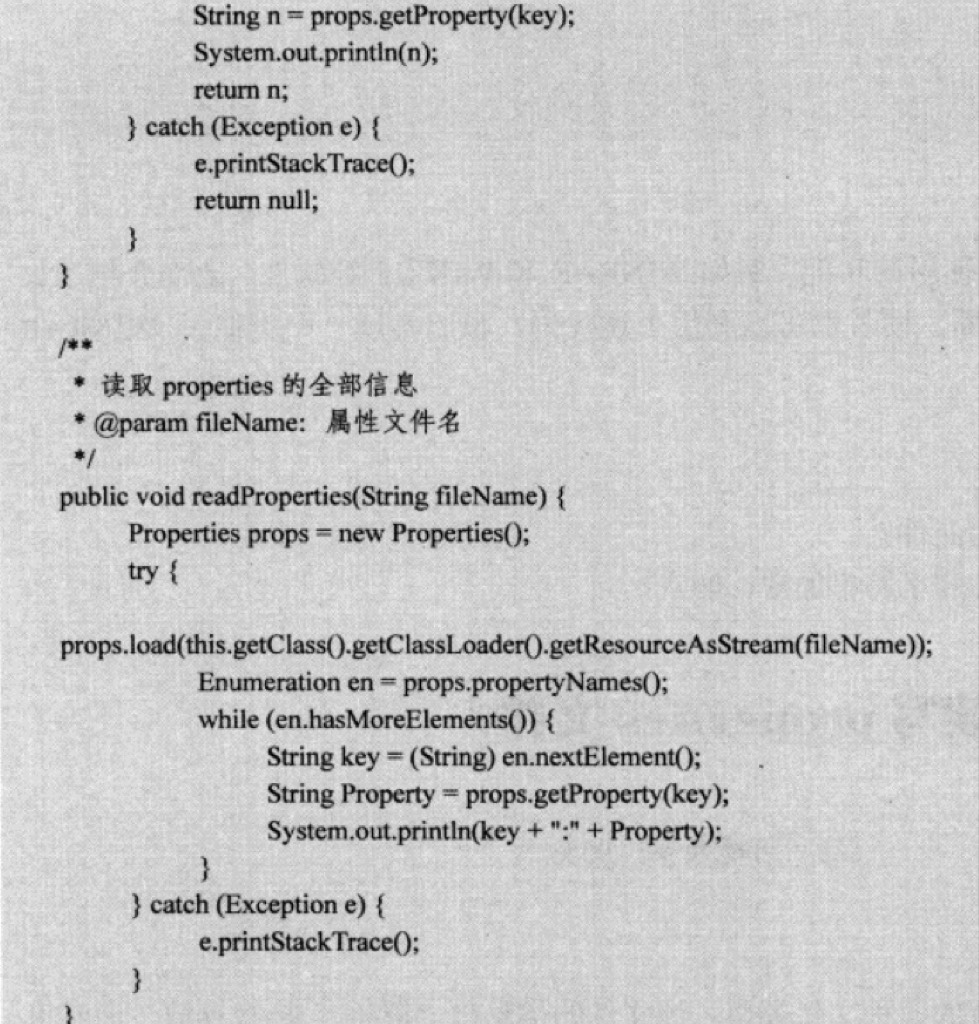 String n = props.getProperty(key);
System.out.println(n);
return n;
} catch (Exception e) {
e.printStackTrace();
return null;
}
}
/**
* 读取 properties 的全部信息
* @param fileName: 属性文件名
*/
public void readProperties(String fileName) {
Properties props = new Properties();
try {
props.load(this.getClass().getClassLoader().getResourceAsStream(fileName));
Enumeration en = props.propertyNames();
while (en.hasMoreElements()) {
String key = (String) en.nextElement();
String Property = props.getProperty(key);
System.out.println(key + ":" + Property);
}
} catch (Exception e) {
e.printStackTrace();
}
}